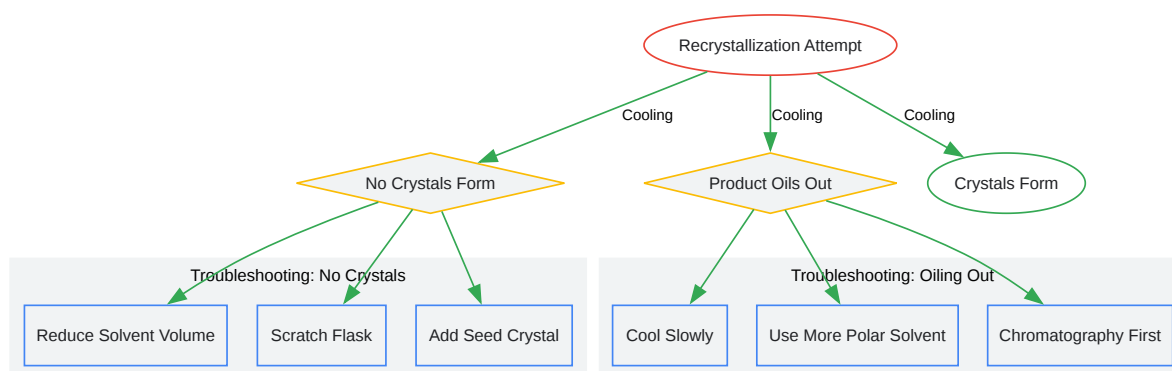 Recrystallization Attempt
Cooling
Cooling
Cooling
No Crystals Form
Product Oils Out
Crystals Form
Troubleshooting: No Crystals
Troubleshooting: Oiling Out
Reduce Solvent Volume
Scratch Flask
Add Seed Crystal
Cool Slowly
Use More Polar Solvent
Chromatography First